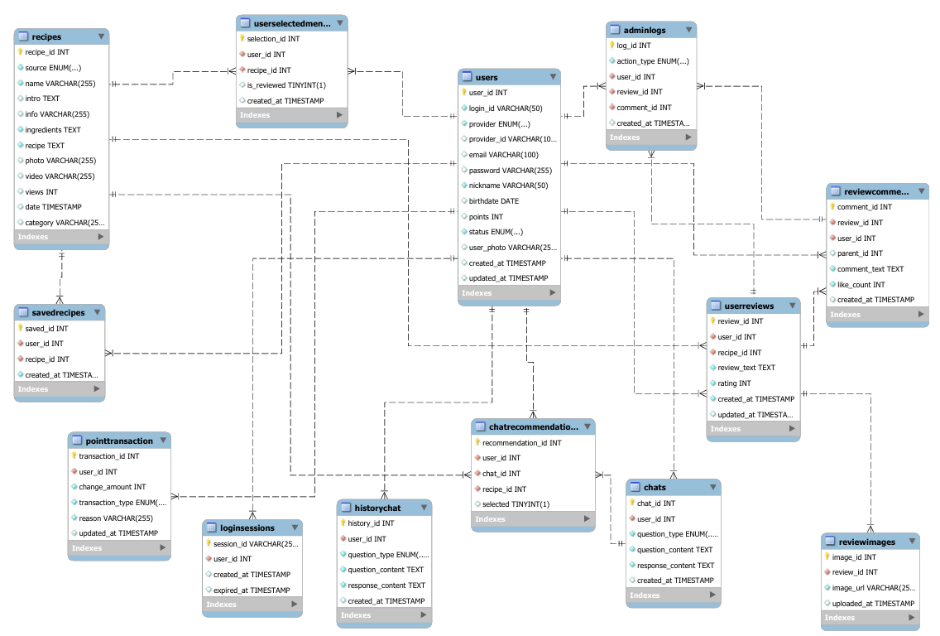 recipes
recipe_id INT
source ENUM(...)
name VARCHAR(255)
intro TEXT
info VARCHAR(255)
ingredients TEXT
recipe TEXT
photo VARCHAR(255)
video VARCHAR(255)
views INT
date TIMESTAMP
category VARCHAR(25...
Indexes
userselectedmen...
selection_id INT
user_id INT
recipe_id INT
is_reviewed TINYINT(1)
created_at TIMESTAMP
Indexes
users
user_id INT
login_id VARCHAR(50)
provider ENUM(...)
provider_id VARCHAR(10...
email VARCHAR(100)
password VARCHAR(255)
nickname VARCHAR(50)
birthdate DATE
points INT
status ENUM(...)
user_photo VARCHAR(25...
created_at TIMESTAMP
updated_at TIMESTAMP
Indexes
adminlogs
log_id INT
action_type ENUM(...)
user_id INT
review_id INT
comment_id INT
created_at TIMESTA...
Indexes
reviewcomme...
comment_id INT
review_id INT
user_id INT
parent_id INT
comment_text TEXT
like_count INT
created_at TIMESTAMP
Indexes
savedrecipes
saved_id INT
user_id INT
recipe_id INT
created_at TIMESTA...
Indexes
userreviews
review_id INT
user_id INT
recipe_id INT
review_text TEXT
rating INT
created_at TIMESTAMP
updated_at TIMESTA...
Indexes
pointtransaction
transaction_id INT
user_id INT
change_amount INT
transaction_type ENUM(...
reason VARCHAR(255)
updated_at TIMESTAMP
Indexes
loginsessions
session_id VARCHAR(25...
user_id INT
created_at TIMESTAMP
expired_at TIMESTAMP
Indexes
historychat
history_id INT
user_id INT
question_type ENUM(...
question_content TEXT
response_content TEXT
created_at TIMESTAMP
Indexes
chatrecommendatio...
recommendation_id INT
user_id INT
chat_id INT
recipe_id INT
selected TINYINT(1)
Indexes
chats
chat_id INT
user_id INT
question_type ENUM(...
question_content TEXT
response_content TEXT
created_at TIMESTAMP
Indexes
reviewimages
image_id INT
review_id INT
image_url VARCHAR(25...
uploaded_at TIMESTAMP
Indexes